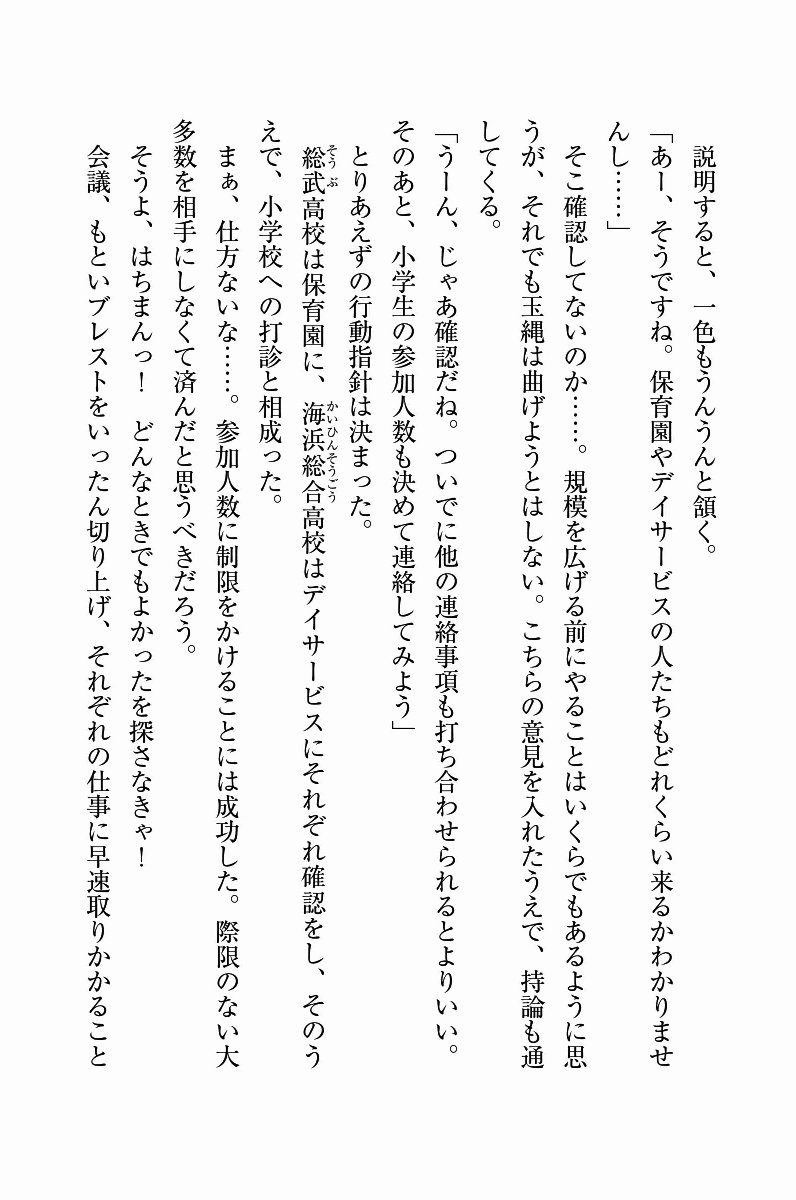 説明すると、一色もうんうんと頷く。
「あー、そうですね。保育園やデイサービスの人たちもどれくらい来るかわかりませ
んし……」
　そこ確認してないのか……。規模を広げる前にやることはいくらでもあるように思
うが、それでも玉縄は曲げようとはしない。こちらの意見を入れたうえで、持論も通
してくる。
「うーん、じゃあ確認だね。ついでに他の連絡事項も打ち合わせられるとよりいい。
そのあと、小学生の参加人数も決めて連絡してみよう」
　とりあえずの行動指針は決まった。
　総武高校は保育園に、海浜総合高校はデイサービスにそれぞれ確認をし、そのう
そうぶ
かいひんそうごう
えで、小学校への打診と相成った。
　まぁ、仕方ないな……。参加人数に制限をかけることには成功した。際限のない大
多数を相手にしなくて済んだと思うべきだろう。
　そうよ、はちまんっ！　どんなときでもよかったを探さなきゃ！
　会議、もといブレストをいったん切り上げ、それぞれの仕事に早速取りかかること